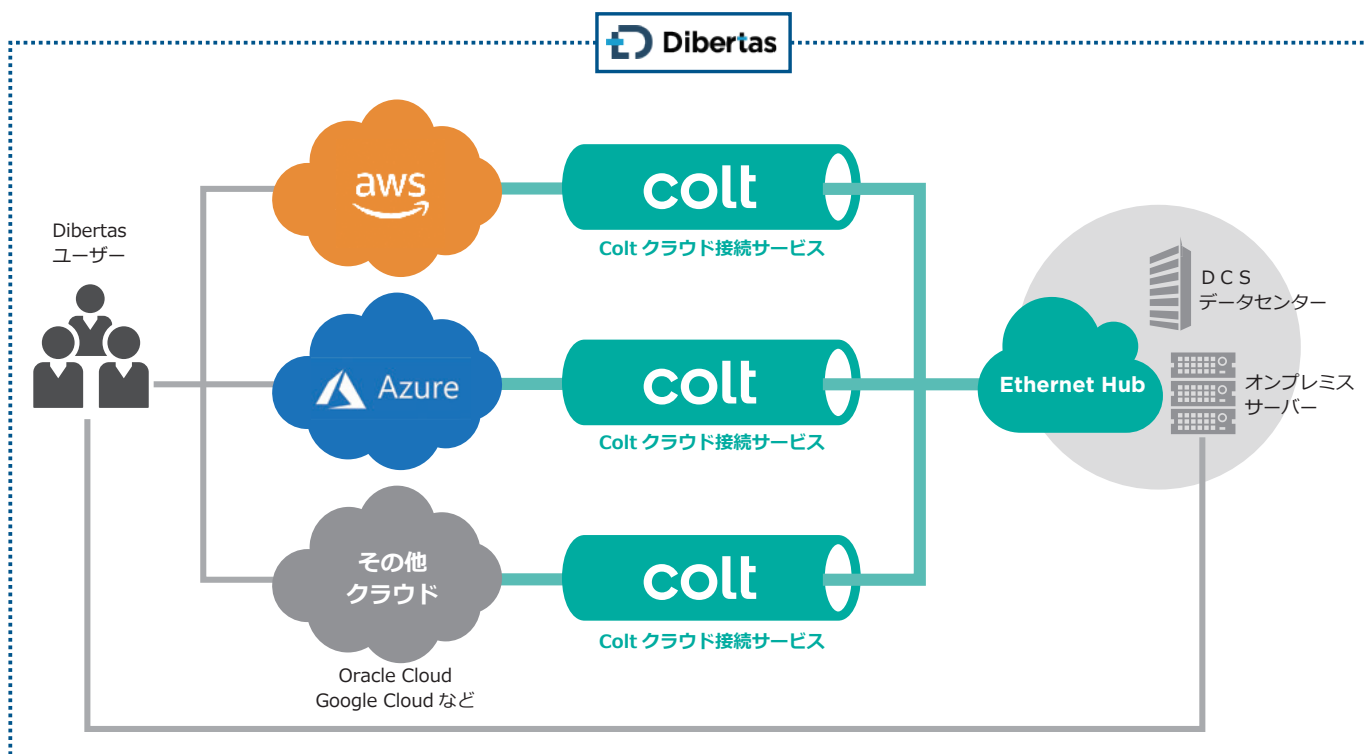 Dibertas
Dibertas
ユーザー
aws
colt
Colt クラウド接続サービス
Azure
colt
Colt クラウド接続サービス
その他
クラウド
Oracle Cloud
Google Cloud など
colt
Colt クラウド接続サービス
Ethernet Hub
ＤＣＳ
データセンター
オンプレミス
サーバー